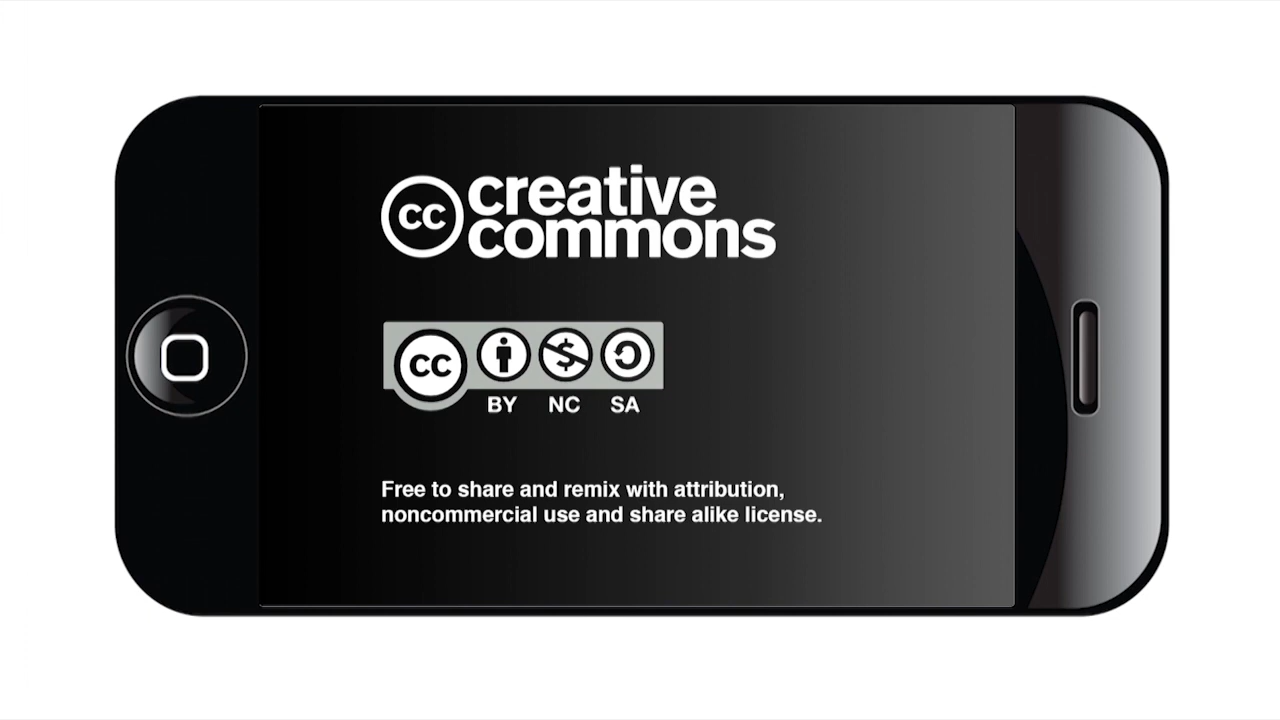 cc creative
commons
cc
BY NC SA
Free to share and remix with attribution,
noncommercial use and share alike license.